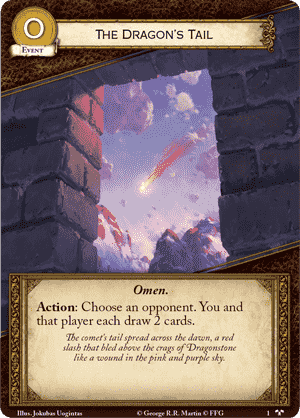 0
EVENT
THE DRAGON'S TAIL
Omen.
Action: Choose an opponent. You and
that player each draw 2 cards.
The comet's tail spread across the dawn, a red
slash that bled above the crags of Dragonstone
like a wound in the pink and purple sky.
Illus. Jokubas Uogintas © George R.R. Martin © FFG 1